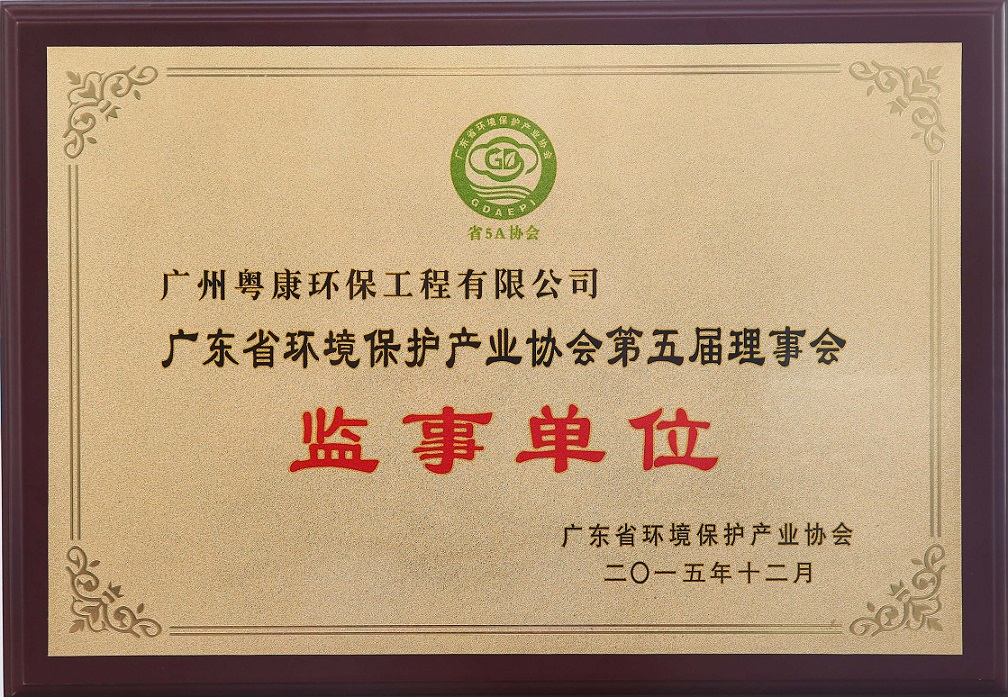 广东省环境保护产业协会
GD
GDAEPI
省5A协会
广州粤康环保工程有限公司
广东省环境保护产业协会第五届理事会
监事单位
广东省环境保护产业协会
二〇一五年十二月